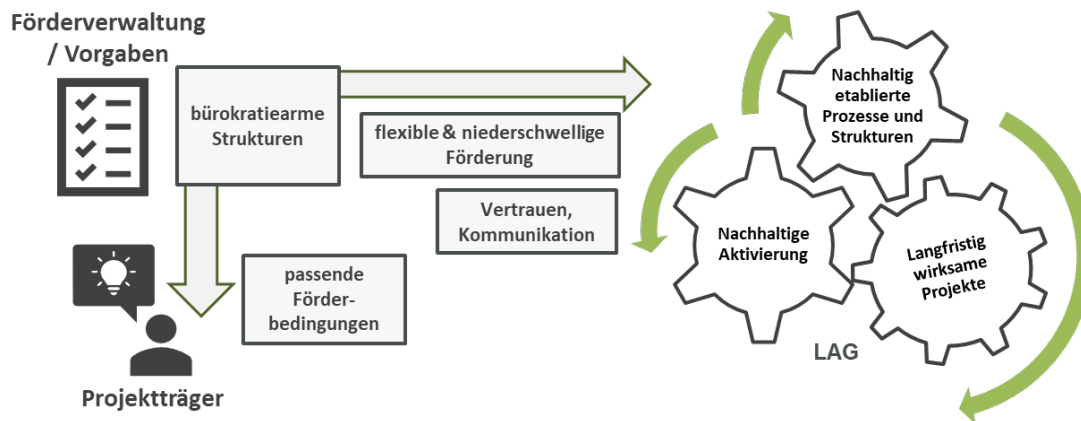 Förderverwaltung
/ Vorgaben
bürokratiearme
Strukturen
flexible & niederschwellige
Förderung
Vertrauen,
Kommunikation
passende
Förder-
bedingungen
Projektträger
Nachhaltig
etablierte
Prozesse und
Strukturen
Nachhaltige
Aktivierung
Langfristig
wirksame
Projekte
LAG